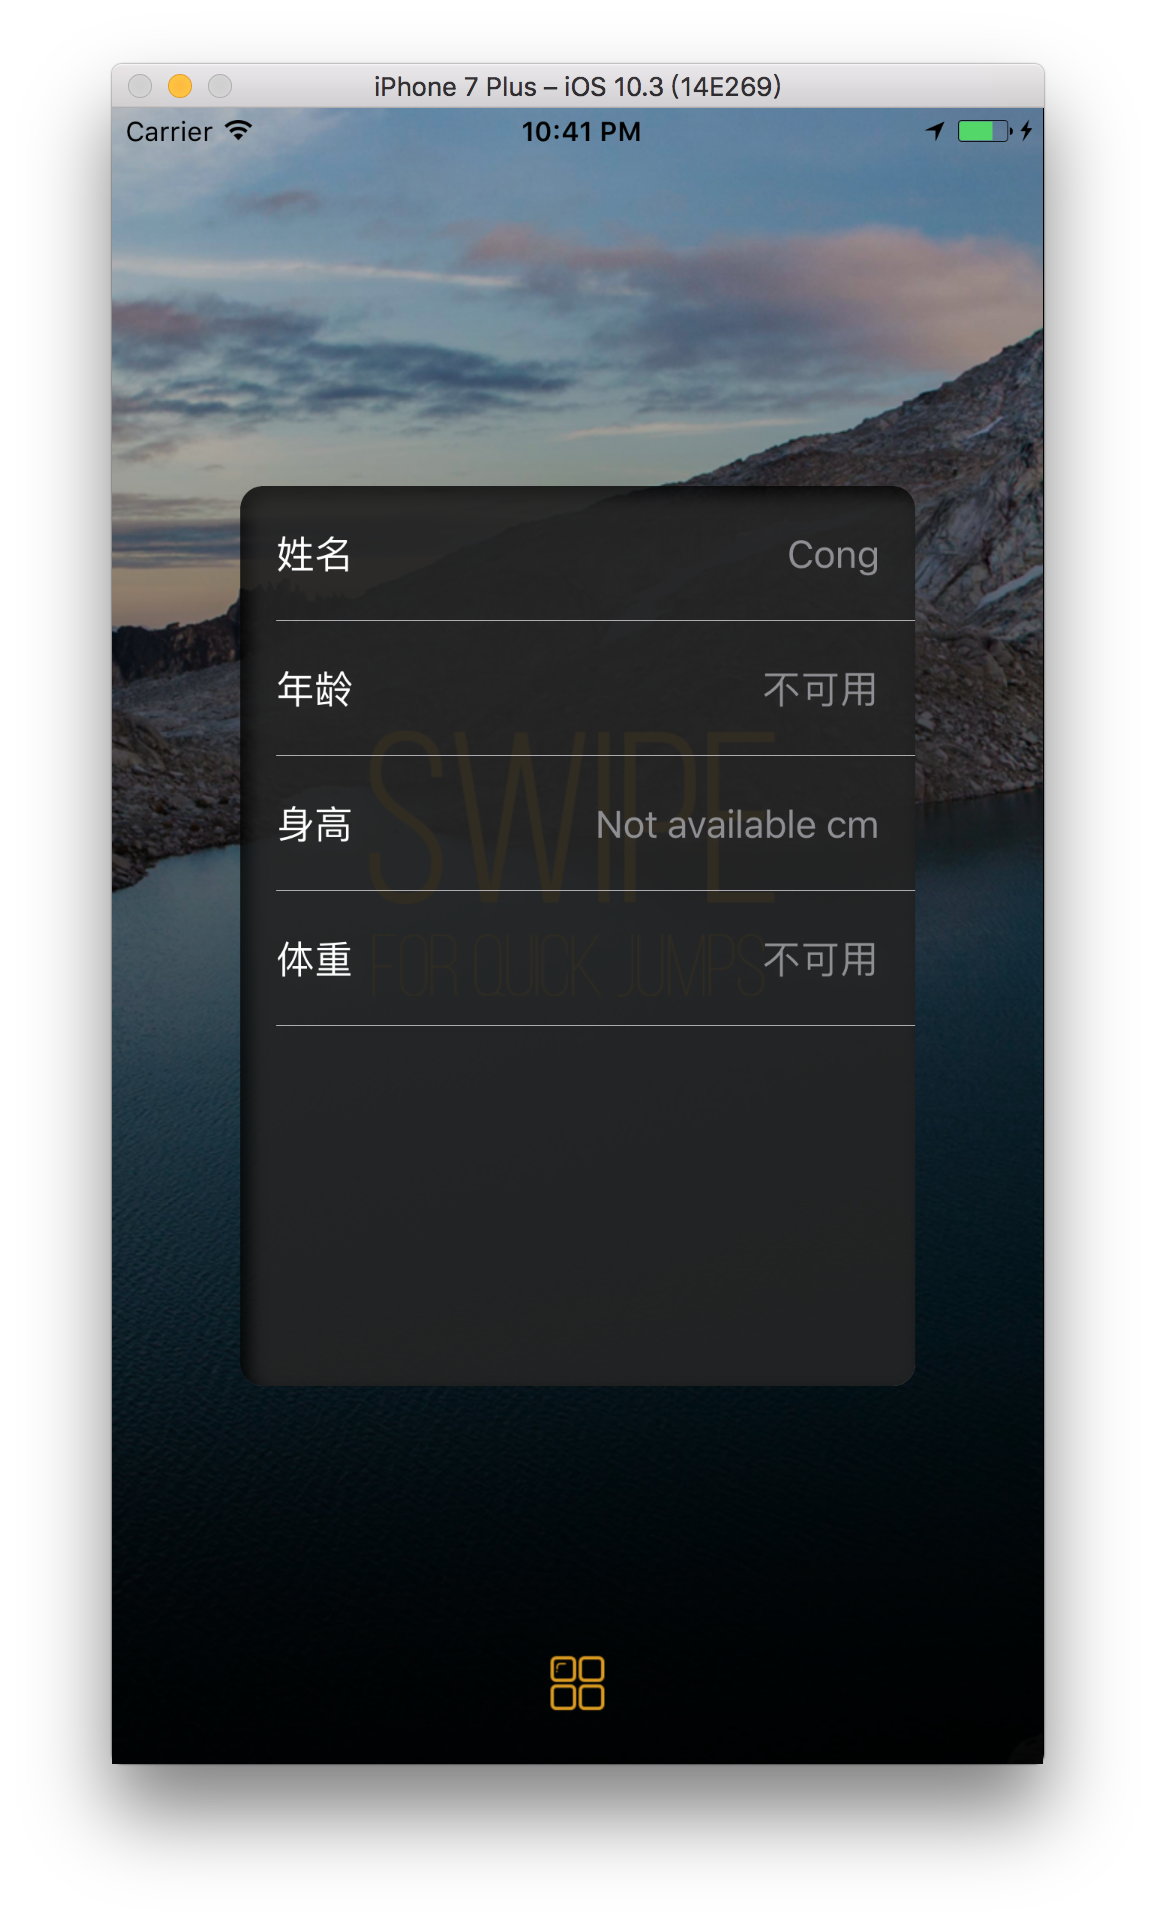 iPhone 7 Plus – iOS 10.3 (14E269)
Carrier 10:41 PM
姓名 Cong
年龄 不可用
SWIPE
身高 Not available cm
体重 不可用
FOR QUICK JUMPS